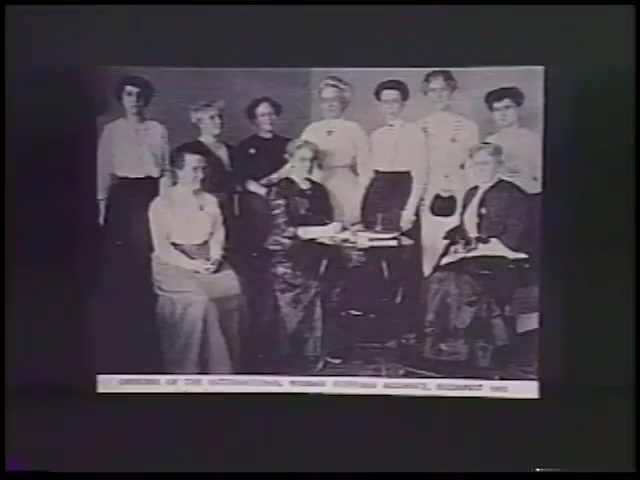 OFFICERS OF THE INTERNATIONAL WOMAN SUFFRAGE ALLIANCE, BUDAPEST